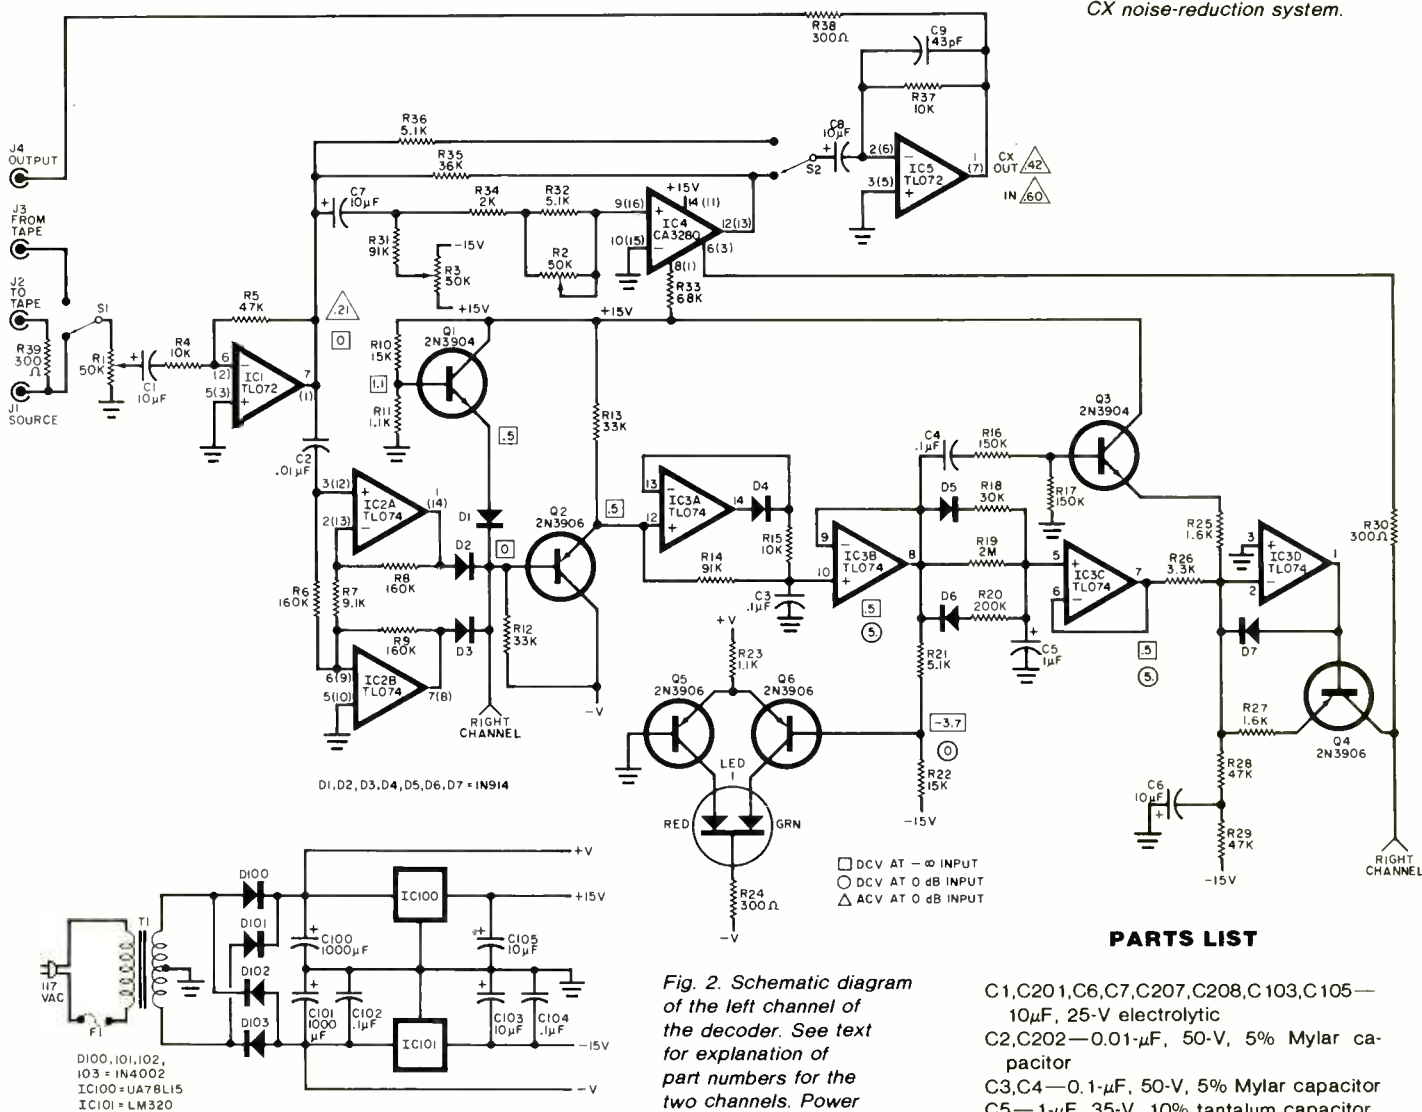 CX noise-reduction system.
R38
300Ω
C9
43pF
R37
10K
J4
OUTPUT
R36
5.1K
C8
10µF
+
S2
2(6)
−
IC5
TL072
3(5)
+
1
(7)
CX
OUT
.42
IN
.60
R35
36K
J3
FROM
TAPE
C7
+
10µF
R34
2K
R32
5.1K
+15V
14(11)
9(16)
+
IC4
CA3280
12(13)
10(15)
−
6(3)
8(1)
R31
91K
−15V
R3
50K
+15V
R2
50K
R33
68K
J2
TO
TAPE
S1
R39
300
Ω
R1
50K
+
C1
10µF
R4
10K
R5
47K
.21
0
6
(2)
−
IC1
TL072
5(3)
+
7
(1)
J1
SOURCE
+15V
R10
15K
Q1
2N3904
1.1
R11
1.1K
.5
R13
33K
Q3
2N3904
C2
.01µF
3(12)
+
IC2A
TL074
2(13)
−
1
(14)
D1
D2
0
Q2
2N3906
.5
13
−
IC3A
TL074
12
+
14
D4
R15
10K
R14
91K
C3
.1µF
C4
.1µF
R16
150K
R17
150K
D5
R18
30K
9
−
IC3B
TL074
10
+
8
R19
2M
.5
5.
D6
R20
200K
C5
1µF
+
5
+
IC3C
TL074
6
−
7
R26
3.3K
.5
5.
R25
1.6K
3
+
IC3D
TL074
2
−
1
R30
300Ω
D7
R6
160K
R7
9.1K
R8
160K
R9
160K
D3
R12
33K
6(9)
−
IC2B
TL074
5(10)
+
7(8)
RIGHT
CHANNEL
−V
+V
R23
1.1K
Q5
2N3906
Q6
2N3906
R21
5.1K
−3.7
0
R22
15K
−15V
R27
1.6K
Q4
2N3906
R28
47K
C6
10µF
+
R29
47K
−15V
RIGHT
CHANNEL
D1,D2,D3,D4,D5,D6,D7=1N914
LED
1
RED
GRN
R24
300Ω
−V
□ DCV AT −∞ INPUT
○ DCV AT 0 dB INPUT
△ ACV AT 0 dB INPUT
D100
D101
D102
D103
T1
117
VAC
F1
+V
IC100
+15V
+
C100
1000µF
+
C105
10µF
+
C101
1000
µF
C102
.1µF
+
C103
10µF
C104
.1µF
IC101
−15V
−V
D100,101,102,
103=1N4002
IC100=UA78L15
IC101=LM320
Fig. 2. Schematic diagram
of the left channel of
the decoder. See text
for explanation of
part numbers for the
two channels. Power
PARTS LIST
C1,C201,C6,C7,C207,C208,C103,C105—
10µF, 25-V electrolytic
C2,C202—0.01-µF, 50-V, 5% Mylar ca-
pacitor
C3,C4—0.1-µF, 50-V, 5% Mylar capacitor
C5—1-µF, 35-V, 10% tantalum capacitor